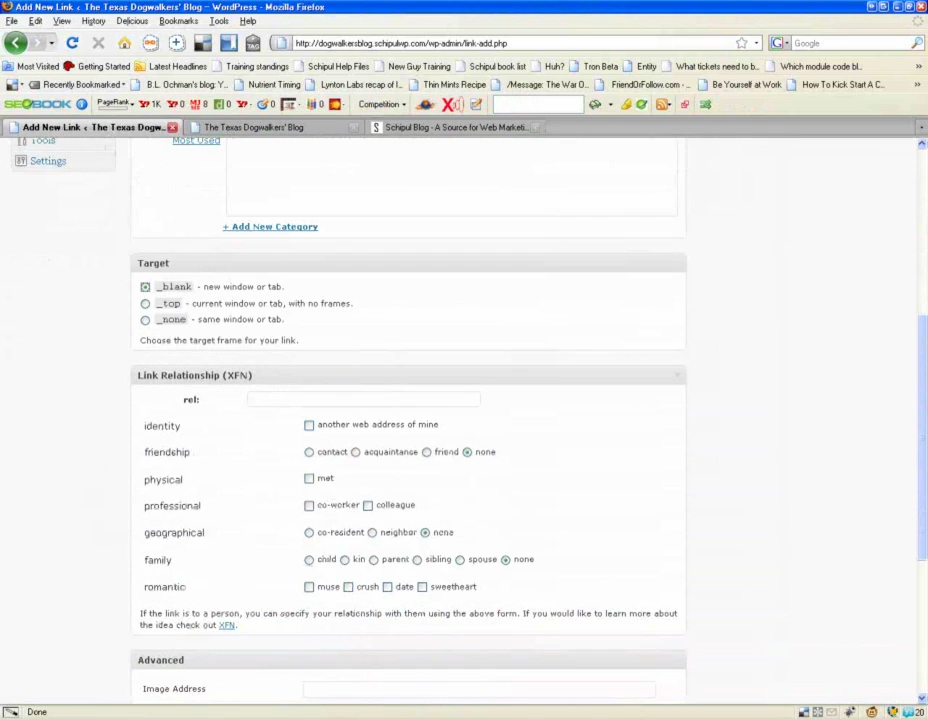 Add New Link ‹ The Texas Dogwalkers' Blog — WordPress - Mozilla Firefox
File Edit View History Delicious Bookmarks Tools Help
TAG http://dogwalkersblog.schipulwp.com/wp-admin/link-add.php G Google
Most Visited Getting Started Latest Headlines Training standings Schipul Help Files New Guy Training Schipul book list Huh? Tron Beta Entity What tickets need to b... Which module code bl... »
Recently Bookmarked B.L. Ochman's blog: Y... Nutrient Timing Lynton Labs recap of I... Thin Mints Recipe /Message: The War O... FriendOrFollow.com - ... Be Yourself at Work How To Kick Start A C... »
SEOBOOK PageRank 1K 0 8 0 0 0 0 Competition
Add New Link ‹ The Texas Dogw... The Texas Dogwalkers' Blog S Schipul Blog - A Source for Web Marketi...
Tools Most Used
Settings
+ Add New Category
Target
_blank - new window or tab.
_top - current window or tab, with no frames.
_none - same window or tab.
Choose the target frame for your link.
Link Relationship (XFN)
rel:
identity another web address of mine
friendship contact acquaintance friend none
physical met
professional co-worker colleague
geographical co-resident neighbor none
family child kin parent sibling spouse none
romantic muse crush date sweetheart
If the link is to a person, you can specify your relationship with them using the above form. If you would like to learn more about
the idea check out XFN.
Advanced
Image Address
Done 20